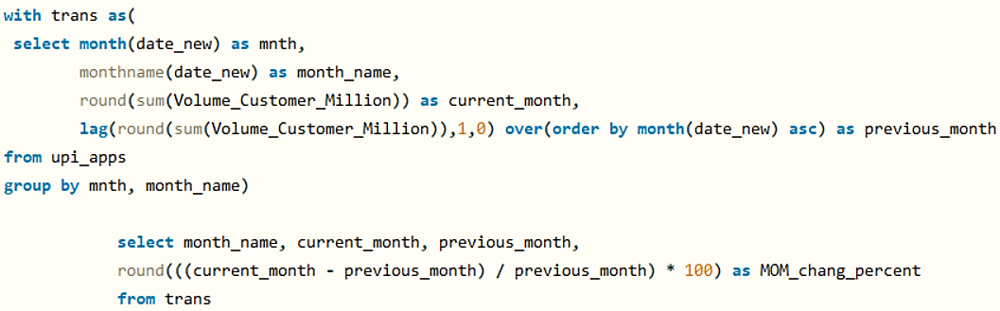 with trans as(
select month(date_new) as mnth,
monthname(date_new) as month_name,
round(sum(Volume_Customer_Million)) as current_month,
lag(round(sum(Volume_Customer_Million)),1,0) over(order by month(date_new) asc) as previous_month
from upi_apps
group by mnth, month_name)
select month_name, current_month, previous_month,
round(((current_month - previous_month) / previous_month) * 100) as MOM_chang_percent
from trans